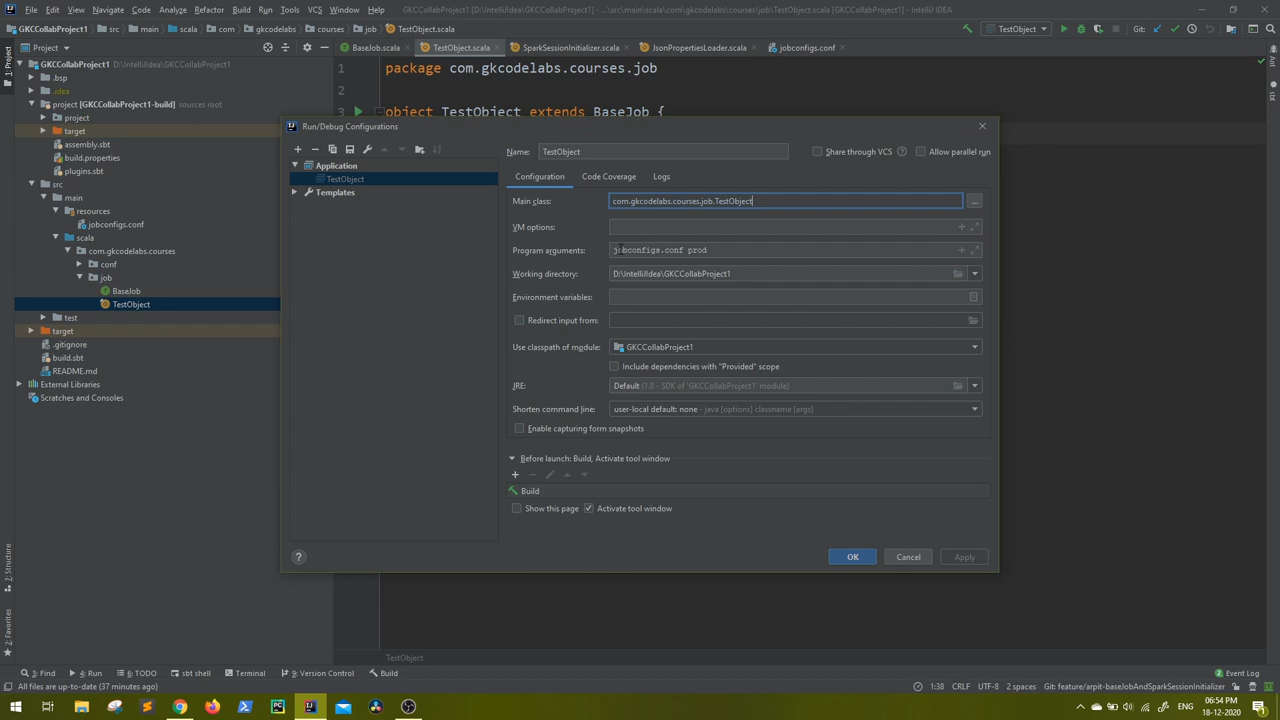 File Edit View Navigate Code Analyze Refactor Build Run Tools VCS Window Help GKCCollabProject1 - ...\src\main\scala\com\gkcodelabs\courses\job\TestObject.scala [GKCCollabProject1] - IntelliJ IDEA
GKCCollabProject1 src main scala com gkcodelabs courses job TestObject.scala TestObject Git:
Project BaseJob.scala TestObject.scala SparkSessionInitializer.scala JsonPropertiesLoader.scala jobconfigs.conf
1: Project
GKCCollabProject1 D:\IntelliJIdea\GKCCollabProject1
.bsp
.idea
project [GKCCollabProject1-build] sources root
project
target
assembly.sbt
build.properties
plugins.sbt
src
main
resources
jobconfigs.conf
scala
com.gkcodelabs.courses
conf
job
BaseJob
TestObject
test
target
.gitignore
build.sbt
README.md
External Libraries
Scratches and Consoles
1 package com.gkcodelabs.courses.job
2
3 object TestObject extends BaseJob {
Run/Debug Configurations
Application
TestObject
Templates
Name: TestObject Share through VCS Allow parallel run
Configuration Code Coverage Logs
Main class: com.gkcodelabs.courses.job.TestObject ...
VM options:
Program arguments: jobconfigs.conf prod
Working directory: D:\IntelliJIdea\GKCCollabProject1
Environment variables:
Redirect input from:
Use classpath of module: GKCCollabProject1
Include dependencies with "Provided" scope
JRE: Default (1.8 - SDK of 'GKCCollabProject1' module)
Shorten command line: user-local default: none - java [options] classname [args]
Enable capturing form snapshots
Before launch: Build, Activate tool window
Build
Show this page Activate tool window
? OK Cancel Apply
Ant
sbt
7: Structure
2: Favorites
TestObject
3: Find 4: Run 6: TODO sbt shell Terminal 9: Version Control Build 2 Event Log
All files are up-to-date (37 minutes ago) 1:38 CRLF UTF-8 2 spaces Git: feature/arpit-baseJobAndSparkSessionInitializer
ENG 06:54 PM
18-12-2020